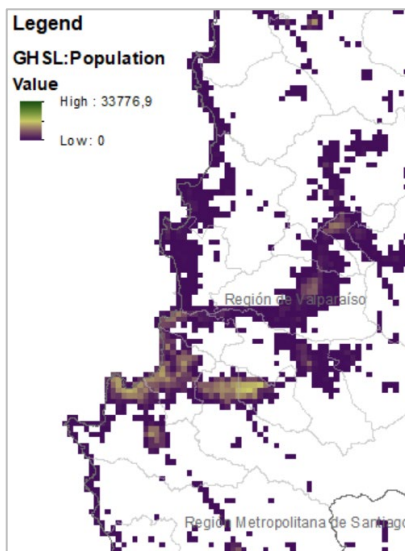 Legend
GHSL:Population
Value
High : 33776,9
Low : 0
Región de Valparaíso
Región Metropolitana de Santiago